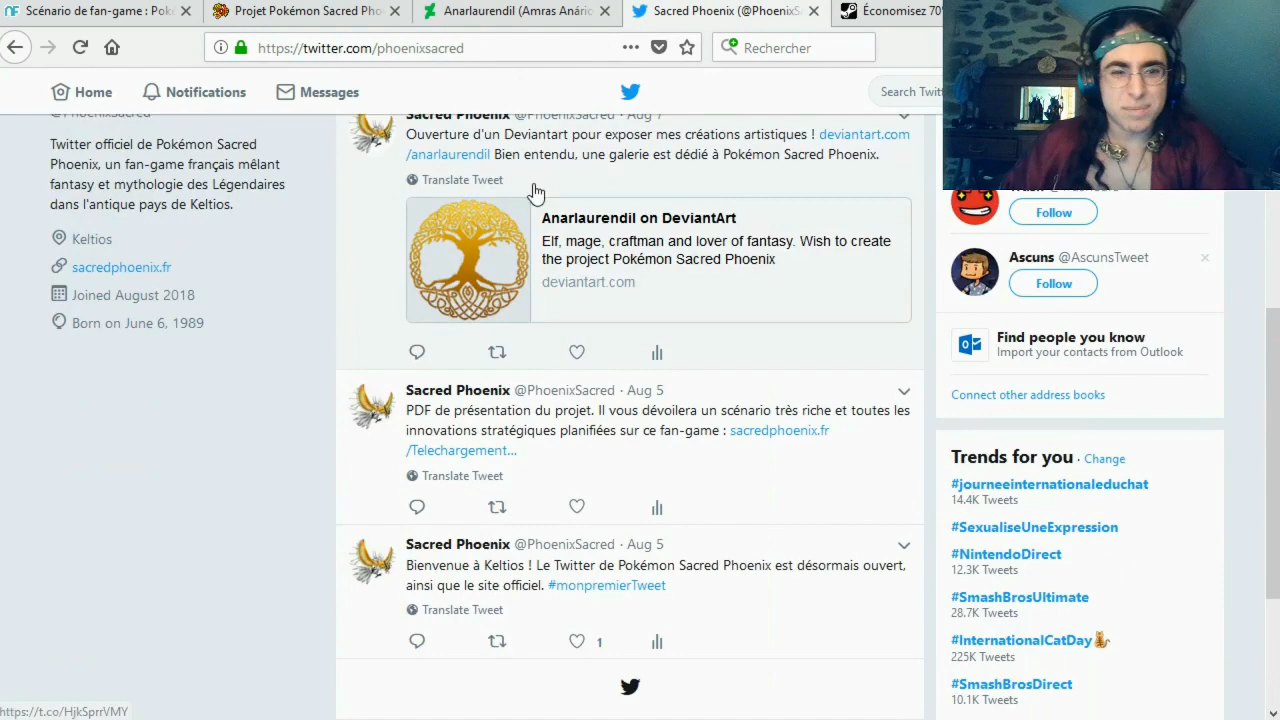 Scénario de fan-game : Poké
Projet Pokémon Sacred Pho
Anarlaurendil (Amras Anário
Sacred Phoenix (@PhoenixS
Économisez 70%
https://twitter.com/phoenixsacred
Rechercher
Home
Notifications
Messages
Search Twitt
@PhoenixSacred
Twitter officiel de Pokémon Sacred
Phoenix, un fan-game français mêlant
fantasy et mythologie des Légendaires
dans l'antique pays de Keltios.
Keltios
sacredphoenix.fr
Joined August 2018
Born on June 6, 1989
Sacred Phoenix @PhoenixSacred · Aug 7
Ouverture d'un Deviantart pour exposer mes créations artistiques ! deviantart.com
/anarlaurendil Bien entendu, une galerie est dédié à Pokémon Sacred Phoenix.
Translate Tweet
Anarlaurendil on DeviantArt
Elf, mage, craftman and lover of fantasy. Wish to create
the project Pokémon Sacred Phoenix
deviantart.com
Sacred Phoenix @PhoenixSacred · Aug 5
PDF de présentation du projet. Il vous dévoilera un scénario très riche et toutes les
innovations stratégiques planifiées sur ce fan-game : sacredphoenix.fr
/Telechargement...
Translate Tweet
Sacred Phoenix @PhoenixSacred · Aug 5
Bienvenue à Keltios ! Le Twitter de Pokémon Sacred Phoenix est désormais ouvert,
ainsi que le site officiel. #monpremierTweet
Translate Tweet
1
Follow
Ascuns @AscunsTweet
Follow
Find people you know
Import your contacts from Outlook
Connect other address books
Trends for you · Change
#journeeinternationaleduchat
14.4K Tweets
#SexualiseUneExpression
#NintendoDirect
12.3K Tweets
#SmashBrosUltimate
28.7K Tweets
#InternationalCatDay
225K Tweets
#SmashBrosDirect
10.1K Tweets
https://t.co/HjkSprrVMY